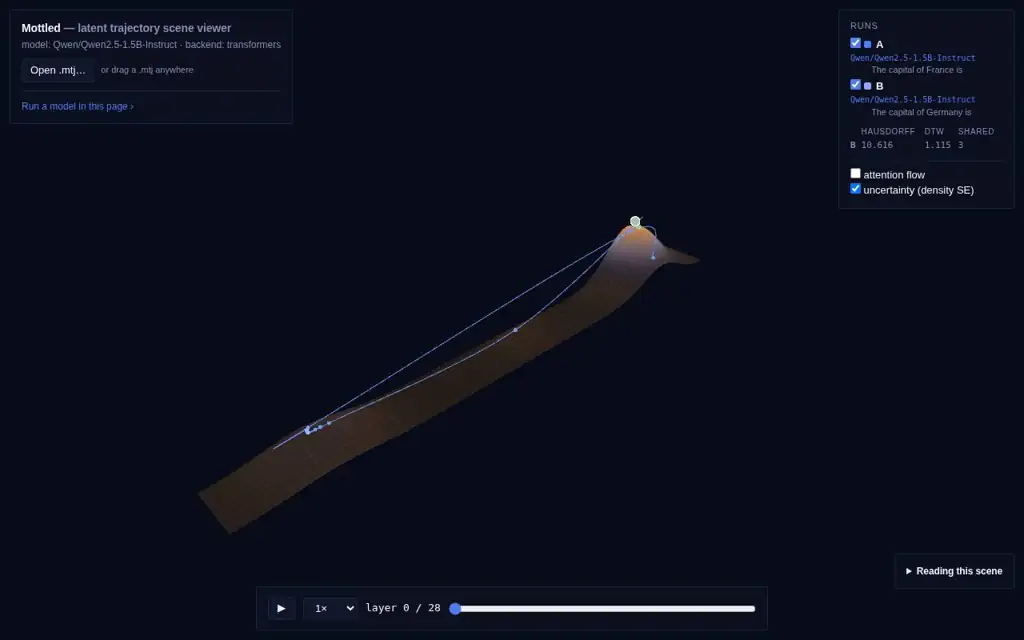 Mottled — latent trajectory scene viewer
model: Qwen/Qwen2.5-1.5B-Instruct · backend: transformers
Open .mtj… or drag a .mtj anywhere
Run a model in this page ›
RUNS
A
Qwen/Qwen2.5-1.5B-Instruct
The capital of France is
B
Qwen/Qwen2.5-1.5B-Instruct
The capital of Germany is
HAUSDORFF DTW SHARED
B 10.616 1.115 3
attention flow
uncertainty (density SE)
▶ Reading this scene
▶ 1× layer 0 / 28